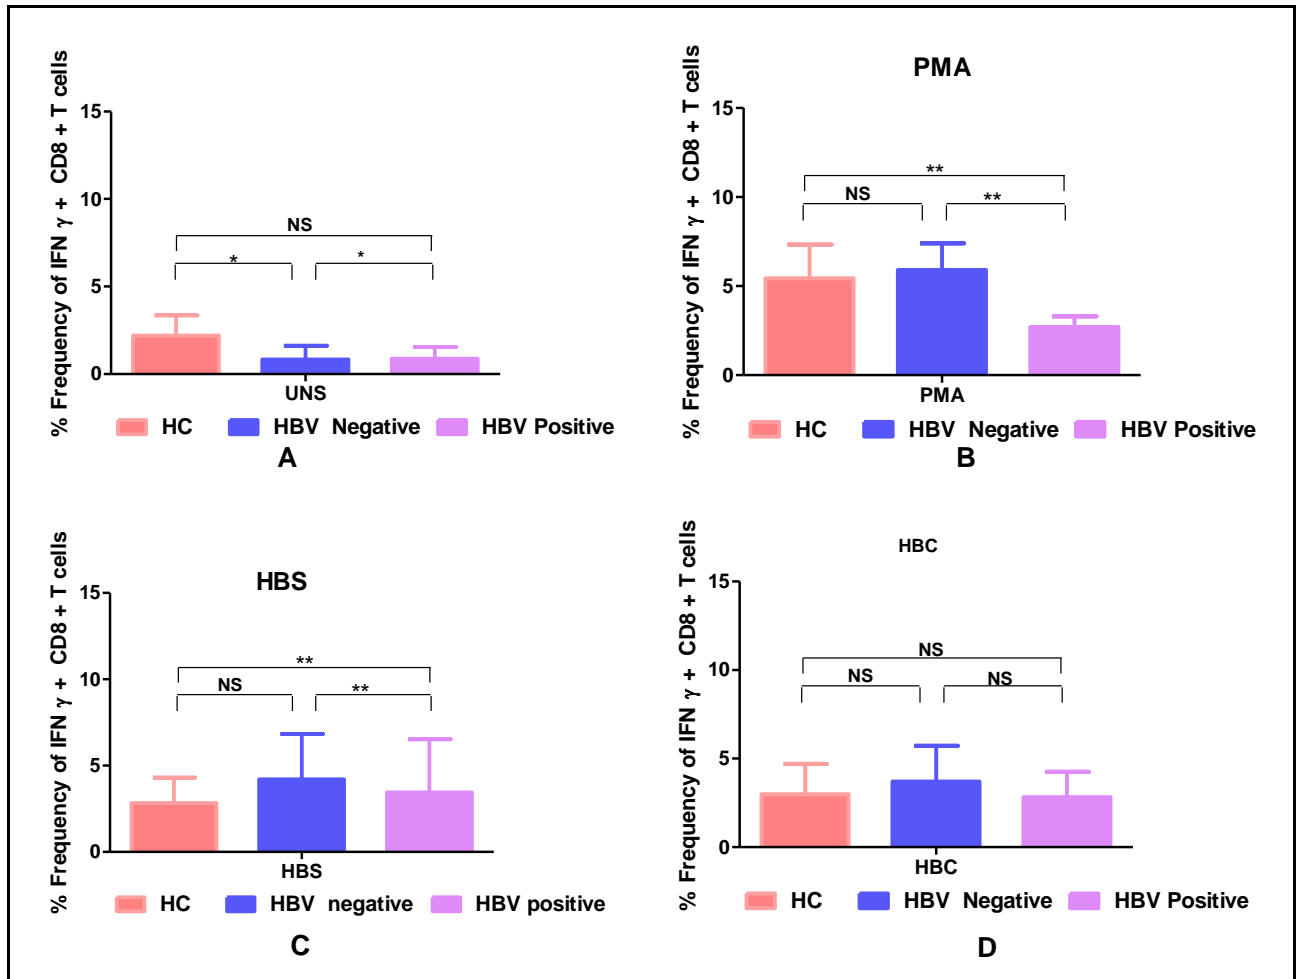 % Frequency of IFN γ + CD8 + T cells
15
10
5
0
NS
*
*
UNS
HC
HBV Negative
HBV Positive
A
PMA
% Frequency of IFN γ + CD8 + T cells
15
10
5
0
**
NS
**
PMA
HC
HBV Negative
HBV Positive
B
HBS
% Frequency of IFN γ + CD8 + T cells
15
10
5
0
**
NS
**
HBS
HC
HBV negative
HBV positive
C
HBC
% Frequency of IFN γ + CD8 + T cells
15
10
5
0
NS
NS
NS
HBC
HC
HBV Negative
HBV Positive
D